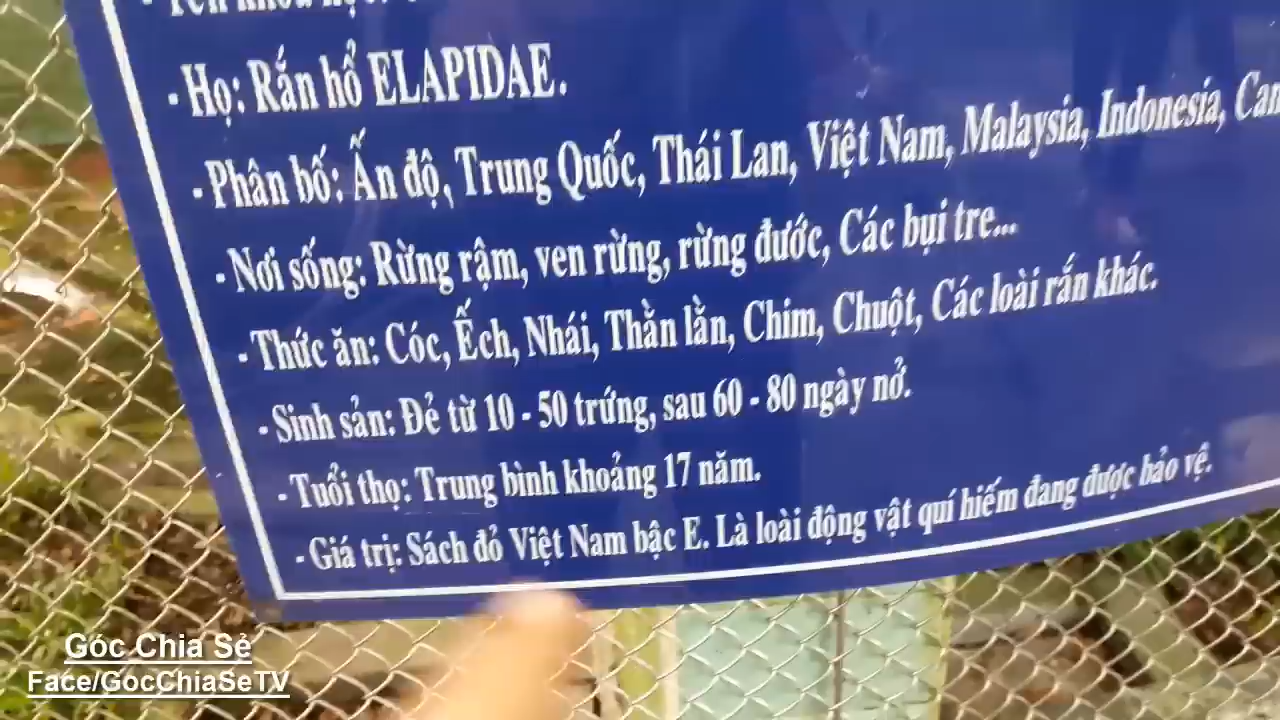 - Tên khoa học:
- Họ: Rắn hổ ELAPIDAE.
- Phân bố: Ấn độ, Trung Quốc, Thái Lan, Việt Nam, Malaysia, Indonesia,
- Nơi sống: Rừng rậm, ven rừng, rừng đước, Các bụi tre...
- Thức ăn: Cóc, Ếch, Nhái, Thằn lằn, Chim, Chuột, Các loài rắn khác.
- Sinh sản: Đẻ từ 10 - 50 trứng, sau 60 - 80 ngày nở.
- Tuổi thọ: Trung bình khoảng 17 năm.
- Giá trị: Sách đỏ Việt Nam bậc E. Là loài động vật quí hiếm đang được bảo vệ.
Góc Chia Sẻ
Face/GocChiaSeTV